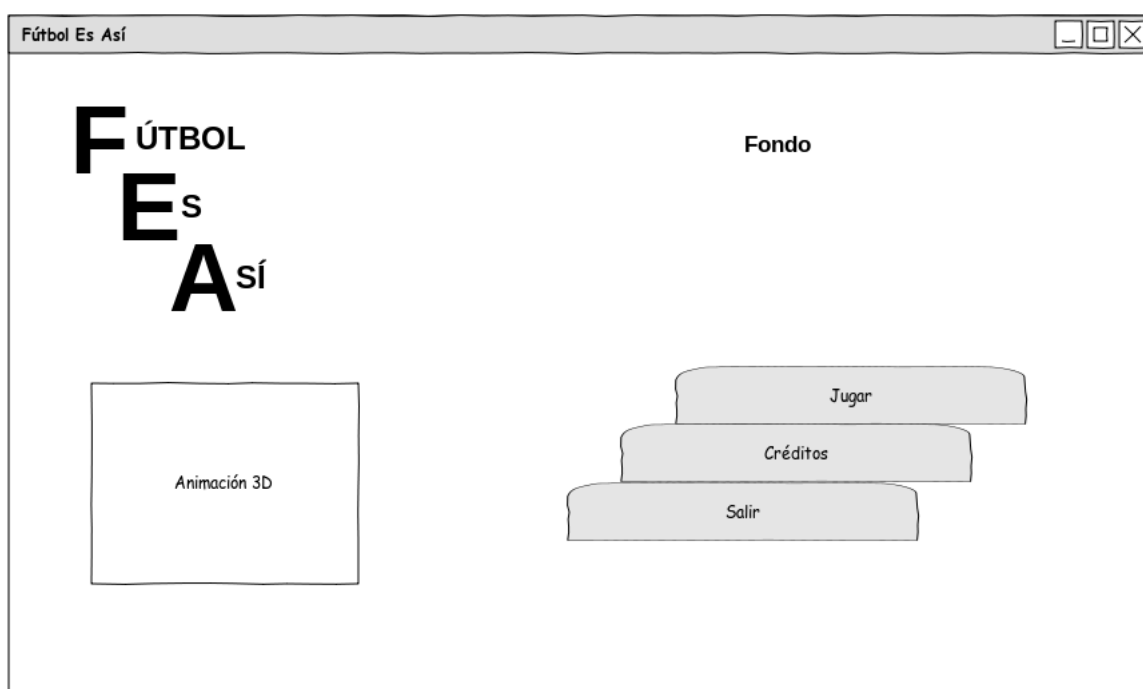 Fútbol Es Así
FÚTBOL
Fondo
ES
ASÍ
Jugar
Créditos
Animación 3D
Salir